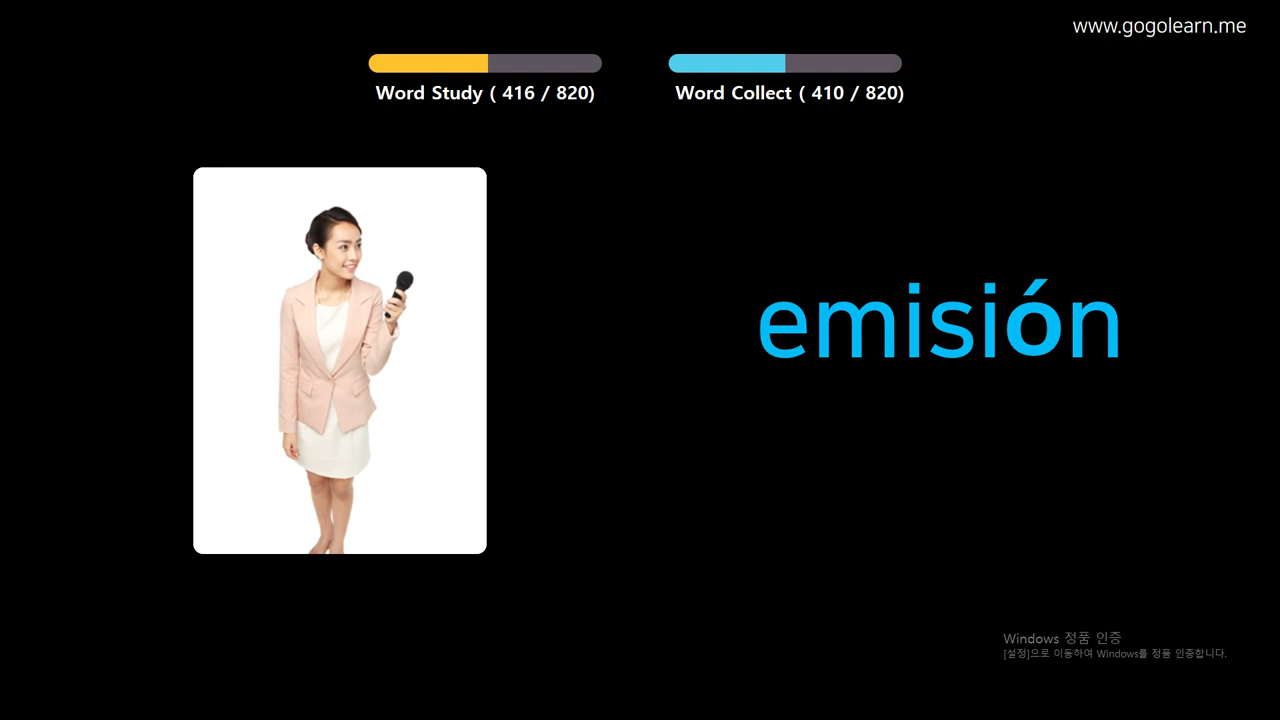 www.gogolearn.me
Word Study ( 416 / 820)
Word Collect ( 410 / 820)
emisión
Windows 정품 인증
[설정]으로 이동하여 Windows를 정품 인증합니다.